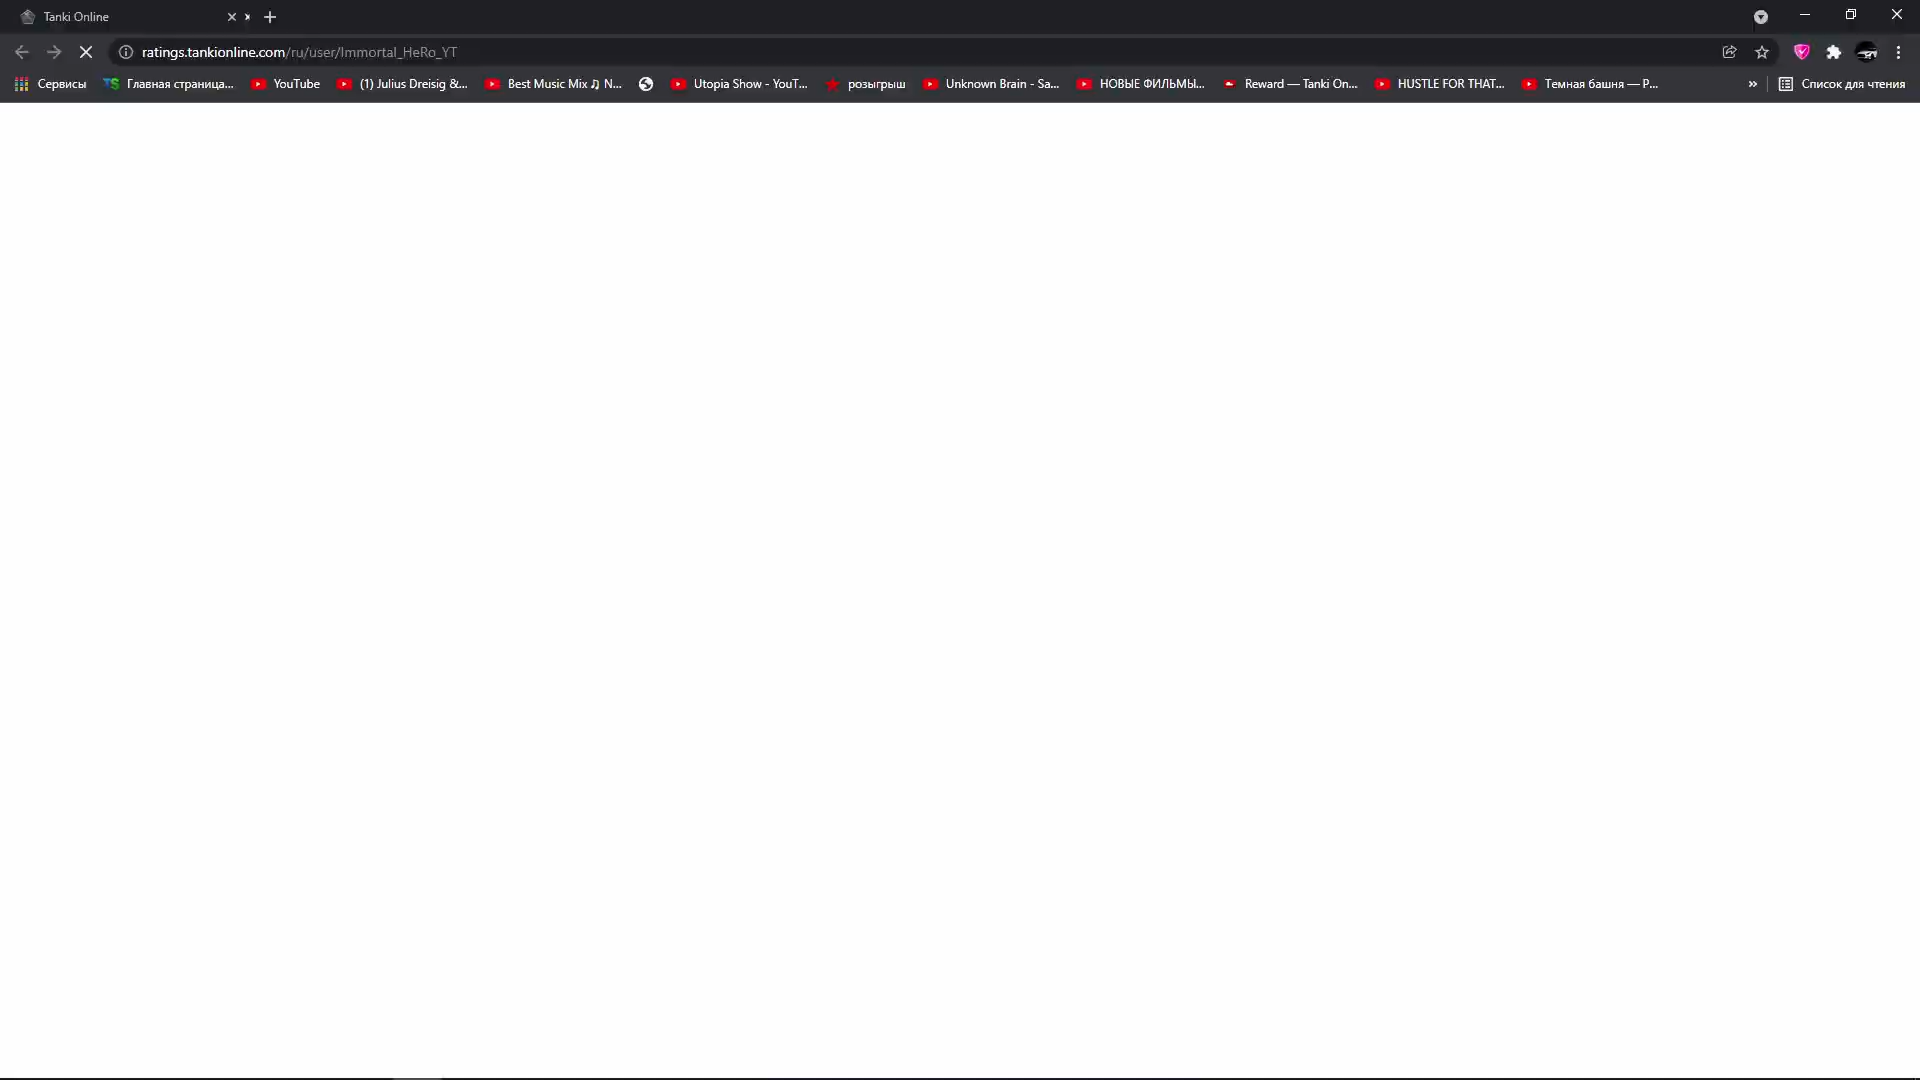 Tanki Online
ratings.tankionline.com/ru/user/Immortal_HeRo_YT
Сервисы Главная страница... YouTube (1) Julius Dreisig &... Best Music Mix ♫ N... Utopia Show - YouT... розыгрыш Unknown Brain - Sa... НОВЫЕ ФИЛЬМЫ... Reward — Tanki On... HUSTLE FOR THAT... Темная башня — Р... » Список для чтения